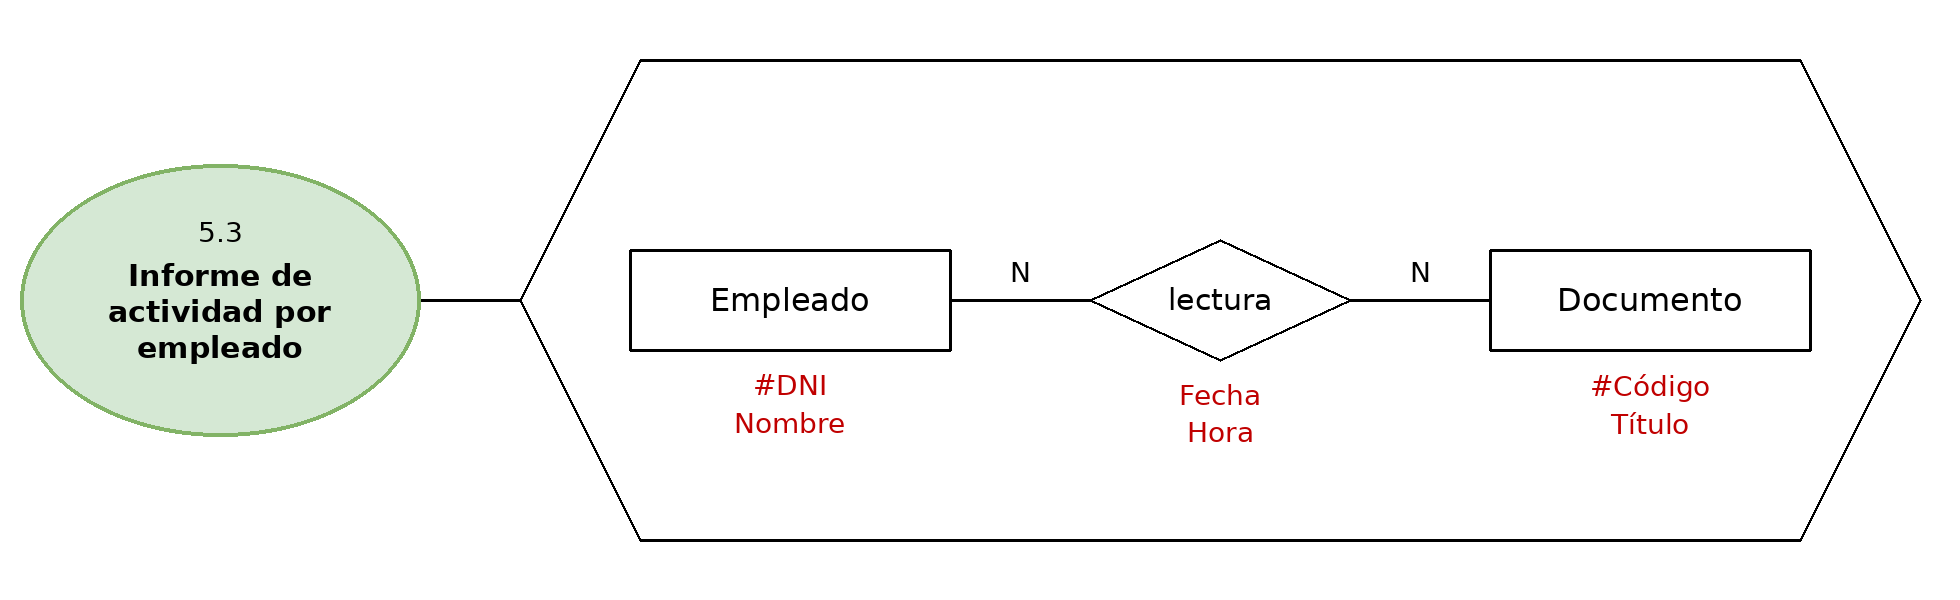 5.3
Informe de
actividad por
empleado
Empleado
#DNI
Nombre
N
lectura
Fecha
Hora
N
Documento
#Código
Título